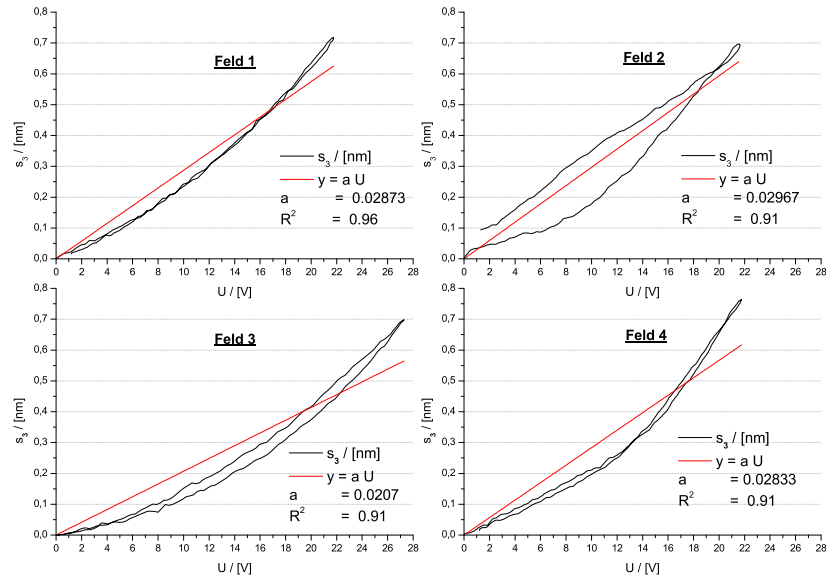 Feld 1
s₃ / [nm]
0,8
0,7
0,6
0,5
0,4
0,3
0,2
0,1
0,0
s₃ / [nm]
y = a U
a = 0.02873
R² = 0.96
0 2 4 6 8 10 12 14 16 18 20 22 24 26 28
U / [V]
Feld 2
s₃ / [nm]
0,8
0,7
0,6
0,5
0,4
0,3
0,2
0,1
0,0
s₃ / [nm]
y = a U
a = 0.02967
R² = 0.91
0 2 4 6 8 10 12 14 16 18 20 22 24 26 28
U / [V]
Feld 3
s₃ / [nm]
0,8
0,7
0,6
0,5
0,4
0,3
0,2
0,1
0,0
s₃ / [nm]
y = a U
a = 0.0207
R² = 0.91
0 2 4 6 8 10 12 14 16 18 20 22 24 26 28
U / [V]
Feld 4
s₃ / [nm]
0,8
0,7
0,6
0,5
0,4
0,3
0,2
0,1
0,0
s₃ / [nm]
y = a U
a = 0.02833
R² = 0.91
0 2 4 6 8 10 12 14 16 18 20 22 24 26 28
U / [V]